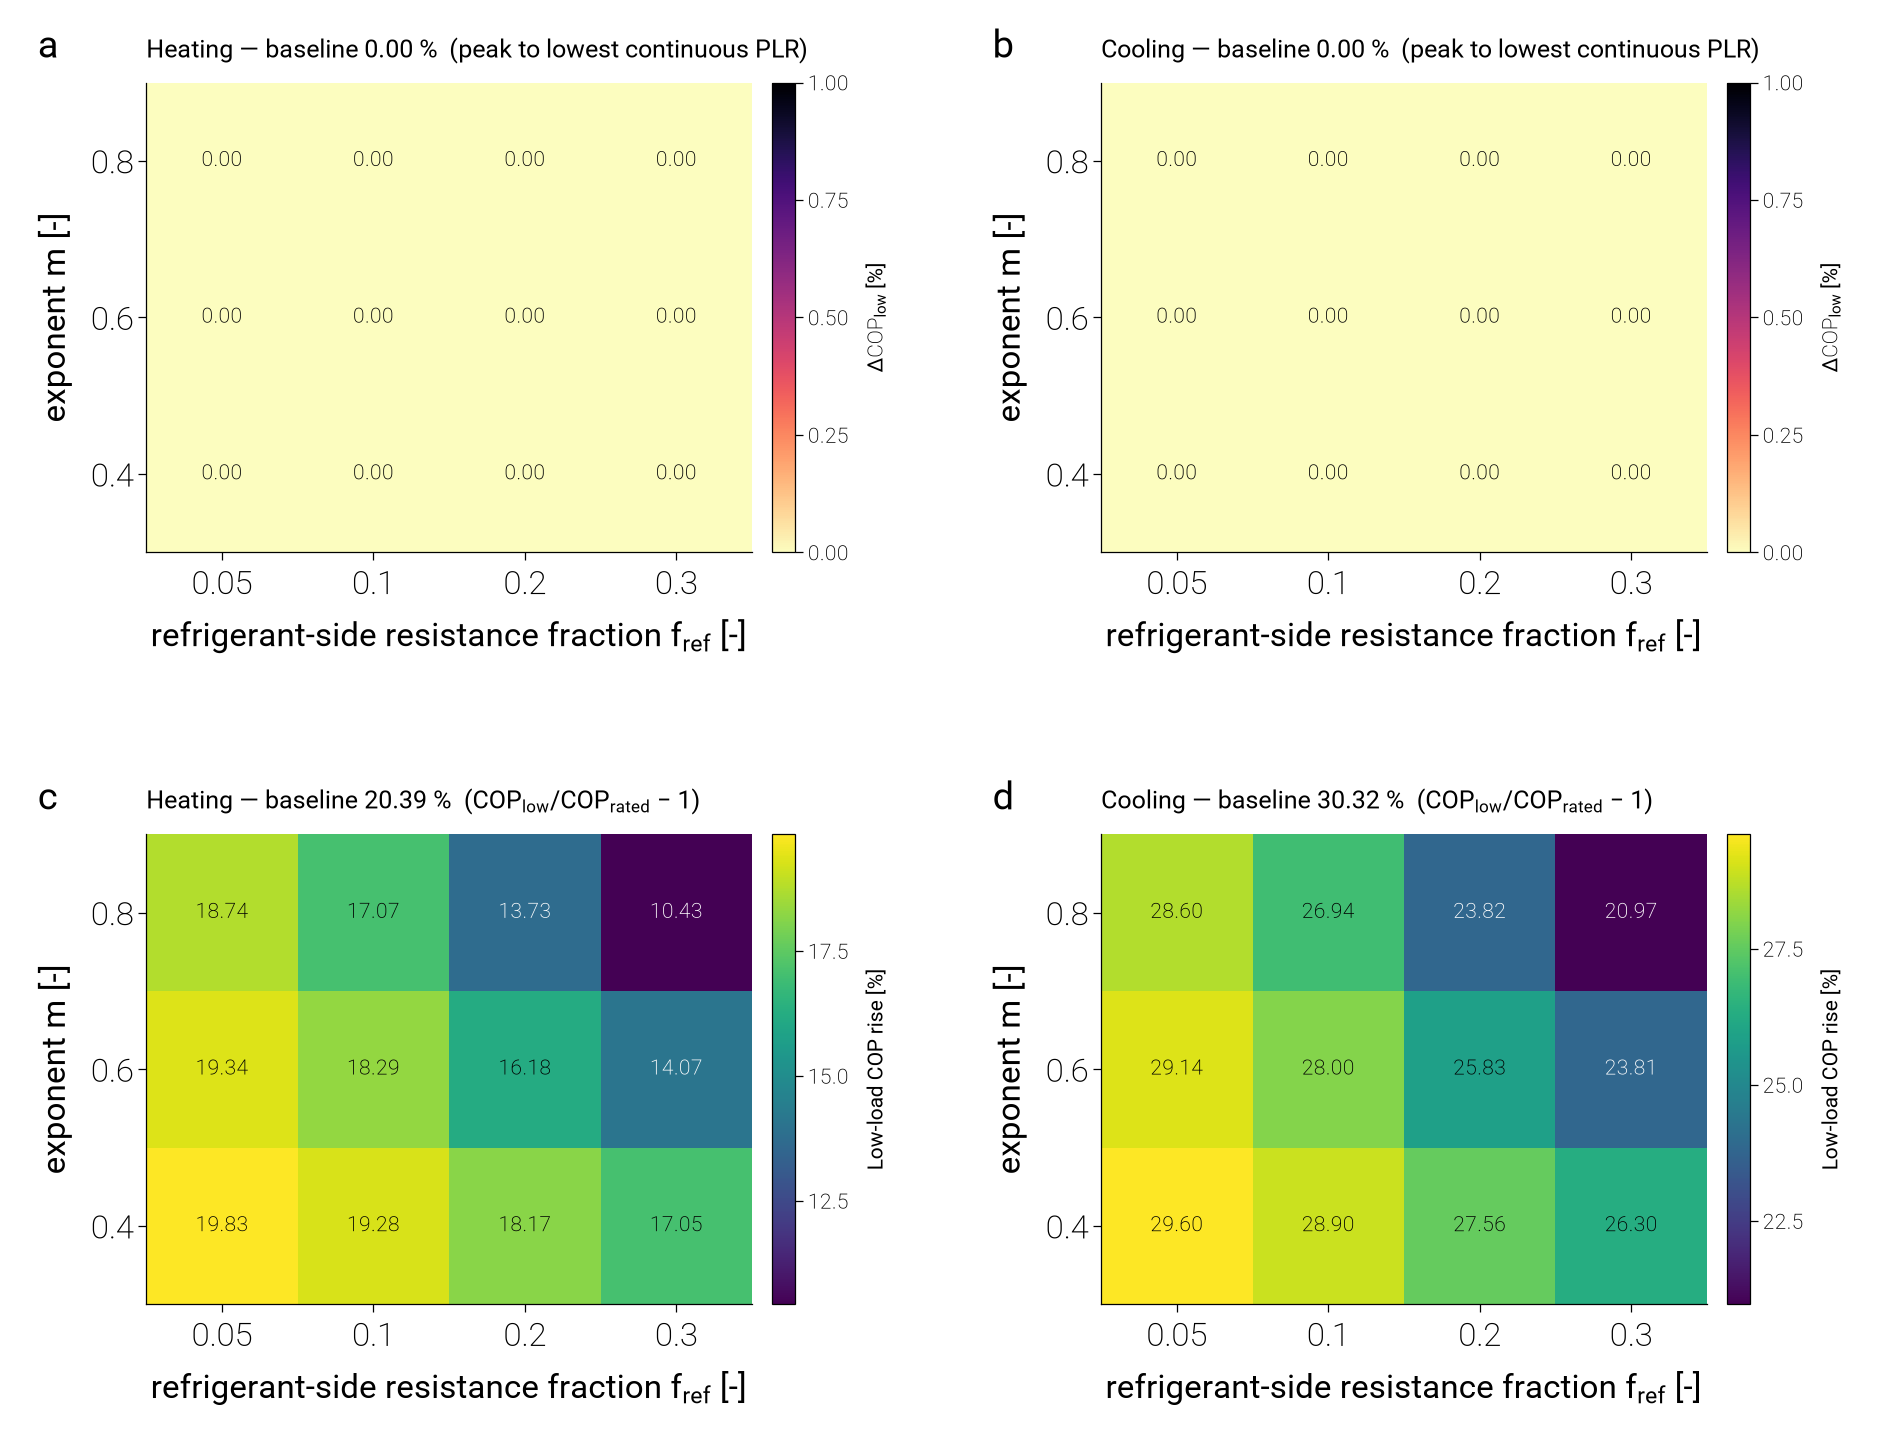 a
Heating — baseline 0.00 %  (peak to lowest continuous PLR)
exponent m [-]
0.8
0.6
0.4
0.00 0.00 0.00 0.00
0.00 0.00 0.00 0.00
0.00 0.00 0.00 0.00
0.05 0.1 0.2 0.3
refrigerant-side resistance fraction f_ref [-]
1.00
0.75
0.50
0.25
0.00
ΔCOP_low [%]
b
Cooling — baseline 0.00 %  (peak to lowest continuous PLR)
exponent m [-]
0.8
0.6
0.4
0.00 0.00 0.00 0.00
0.00 0.00 0.00 0.00
0.00 0.00 0.00 0.00
0.05 0.1 0.2 0.3
refrigerant-side resistance fraction f_ref [-]
1.00
0.75
0.50
0.25
0.00
ΔCOP_low [%]
c
Heating — baseline 20.39 %  (COP_low/COP_rated − 1)
exponent m [-]
0.8
0.6
0.4
18.74 17.07 13.73 10.43
19.34 18.29 16.18 14.07
19.83 19.28 18.17 17.05
0.05 0.1 0.2 0.3
refrigerant-side resistance fraction f_ref [-]
17.5
15.0
12.5
Low-load COP rise [%]
d
Cooling — baseline 30.32 %  (COP_low/COP_rated − 1)
exponent m [-]
0.8
0.6
0.4
28.60 26.94 23.82 20.97
29.14 28.00 25.83 23.81
29.60 28.90 27.56 26.30
0.05 0.1 0.2 0.3
refrigerant-side resistance fraction f_ref [-]
27.5
25.0
22.5
Low-load COP rise [%]